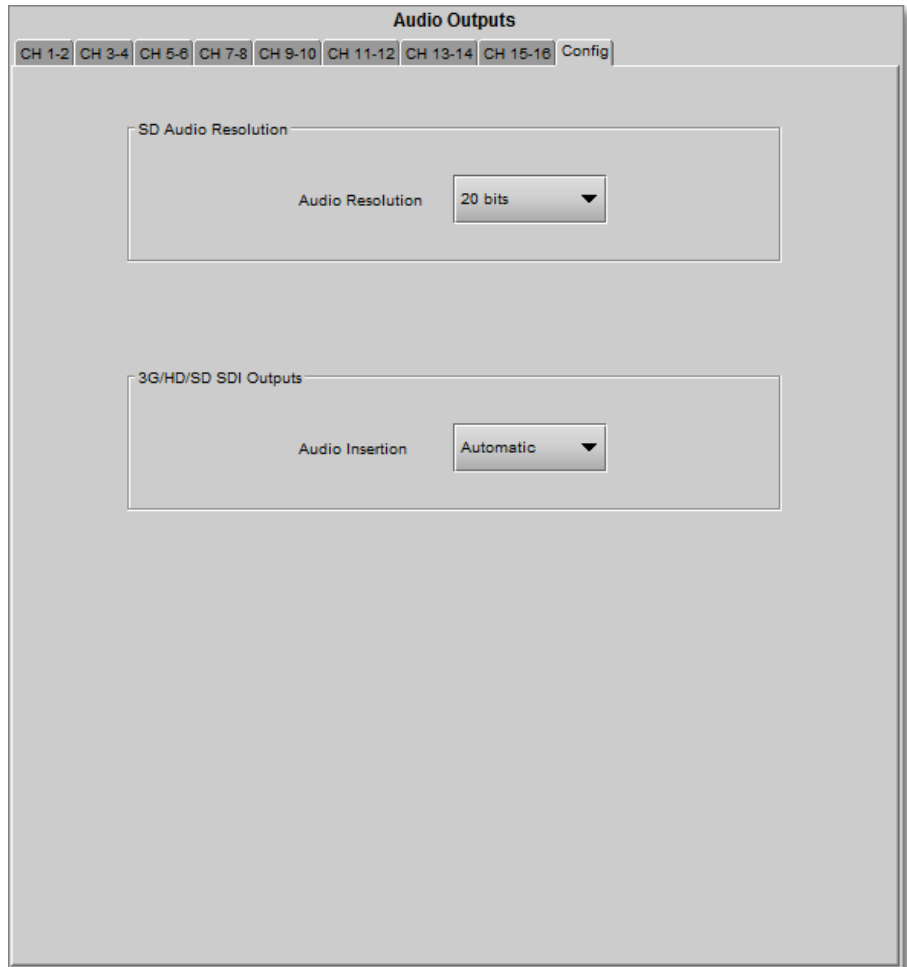 Audio Outputs
CH 1-2 CH 3-4 CH 5-6 CH 7-8 CH 9-10 CH 11-12 CH 13-14 CH 15-16 Config
SD Audio Resolution
Audio Resolution 20 bits
3G/HD/SD SDI Outputs
Audio Insertion Automatic